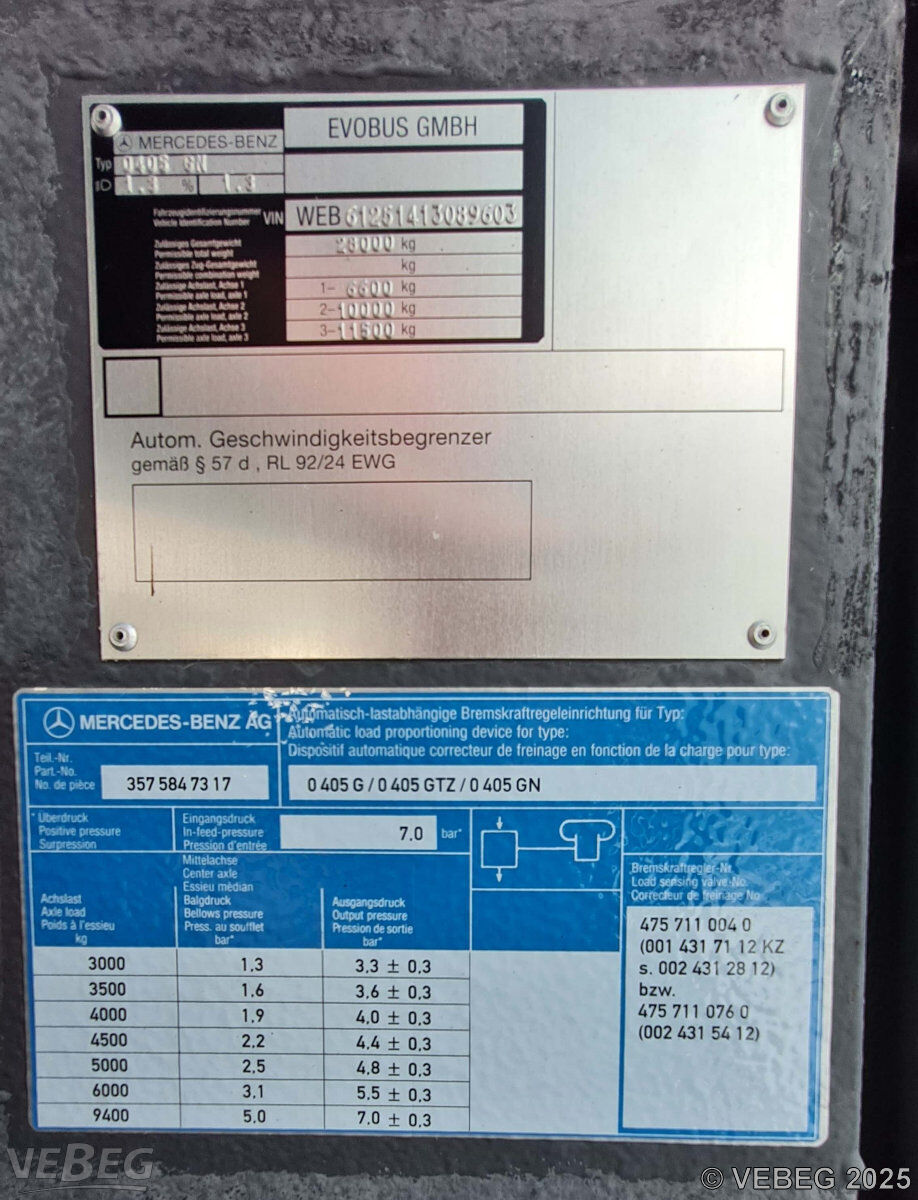 EVOBUS GMBH
MERCEDES-BENZ
Typ 0405 GN
1.3 % 1.3
Fahrzeugidentifizierungsnummer
Vehicle Identification Number
VIN WEB 61251413089603
Zulässiges Gesamtgewicht
Permissible total weight
28000 kg
Zulässiges Zug-Gesamtgewicht
Permissible combination weight
kg
Zulässige Achslast, Achse 1
Permissible axle load, axle 1
1- 6600 kg
Zulässige Achslast, Achse 2
Permissible axle load, axle 2
2- 10000 kg
Zulässige Achslast, Achse 3
Permissible axle load, axle 3
3- 11500 kg
Autom. Geschwindigkeitsbegrenzer
gemäß § 57 d , RL 92/24 EWG
MERCEDES-BENZ AG
Automatisch-lastabhängige Bremskraftregeleinrichtung für Typ:
Automatic load proportioning device for type:
Dispositif automatique correcteur de freinage en fonction de la charge pour type:
Teil.-Nr.
Part.-No.
No. de pièce
357 584 73 17
0 405 G / 0 405 GTZ / 0 405 GN
* Überdruck
Positive pressure
Surpression
Eingangsdruck
In-feed-pressure
Pression d'entrée
7.0 bar*
Mittelachse
Center axle
Essieu médian
Achslast
Axle load
Poids à l'essieu
kg
Balgdruck
Bellows pressure
Press. au soufflet
bar*
Ausgangsdruck
Output pressure
Pression de sortie
bar*
3000 1,3 3,3 ± 0,3
3500 1,6 3,6 ± 0,3
4000 1,9 4,0 ± 0,3
4500 2,2 4,4 ± 0,3
5000 2,5 4,8 ± 0,3
6000 3,1 5,5 ± 0,3
9400 5,0 7,0 ± 0,3
Bremskraftregler-Nr.
Load sensing valve-No.
Correcteur de freinage No
475 711 004 0
(001 431 71 12 KZ
s. 002 431 28 12)
bzw.
475 711 076 0
(002 431 54 12)
VEBEG
© VEBEG 2025